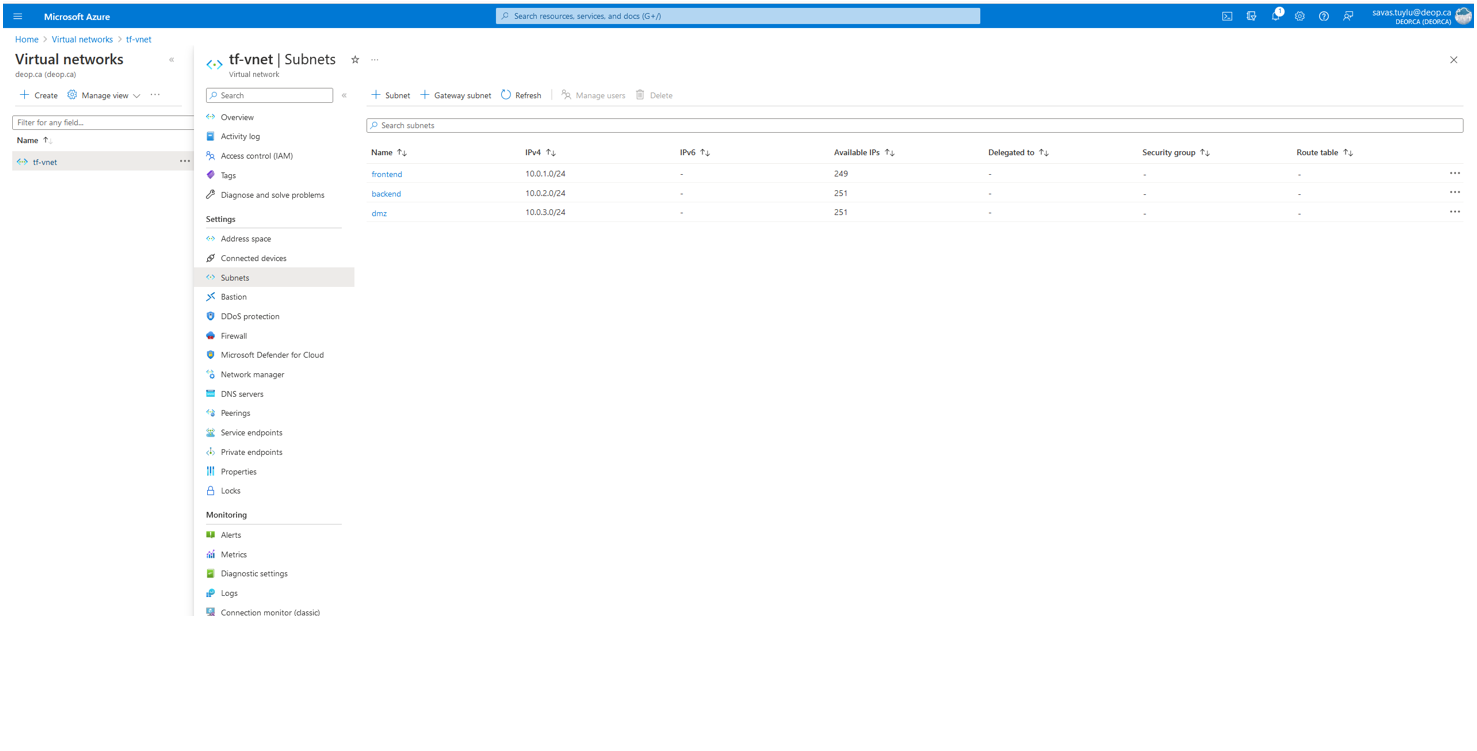 Microsoft Azure
Search resources, services, and docs (G+/)
1
savas.tuylu@deop.ca
DEORCA (DEORCA)
Home > Virtual networks > tf-vnet
Virtual networks
deop.ca (deop.ca)
Create Manage view ...
Filter for any field...
Name
tf-vnet ...
tf-vnet | Subnets ...
Virtual network
Search
Overview
Activity log
Access control (IAM)
Tags
Diagnose and solve problems
Settings
Address space
Connected devices
Subnets
Bastion
DDoS protection
Firewall
Microsoft Defender for Cloud
Network manager
DNS servers
Peerings
Service endpoints
Private endpoints
Properties
Locks
Monitoring
Alerts
Metrics
Diagnostic settings
Logs
Connection monitor (classic)
+ Subnet + Gateway subnet Refresh Manage users Delete
Search subnets
Name IPv4 IPv6 Available IPs Delegated to Security group Route table
frontend 10.0.1.0/24 - 249 - - - ...
backend 10.0.2.0/24 - 251 - - - ...
dmz 10.0.3.0/24 - 251 - - - ...